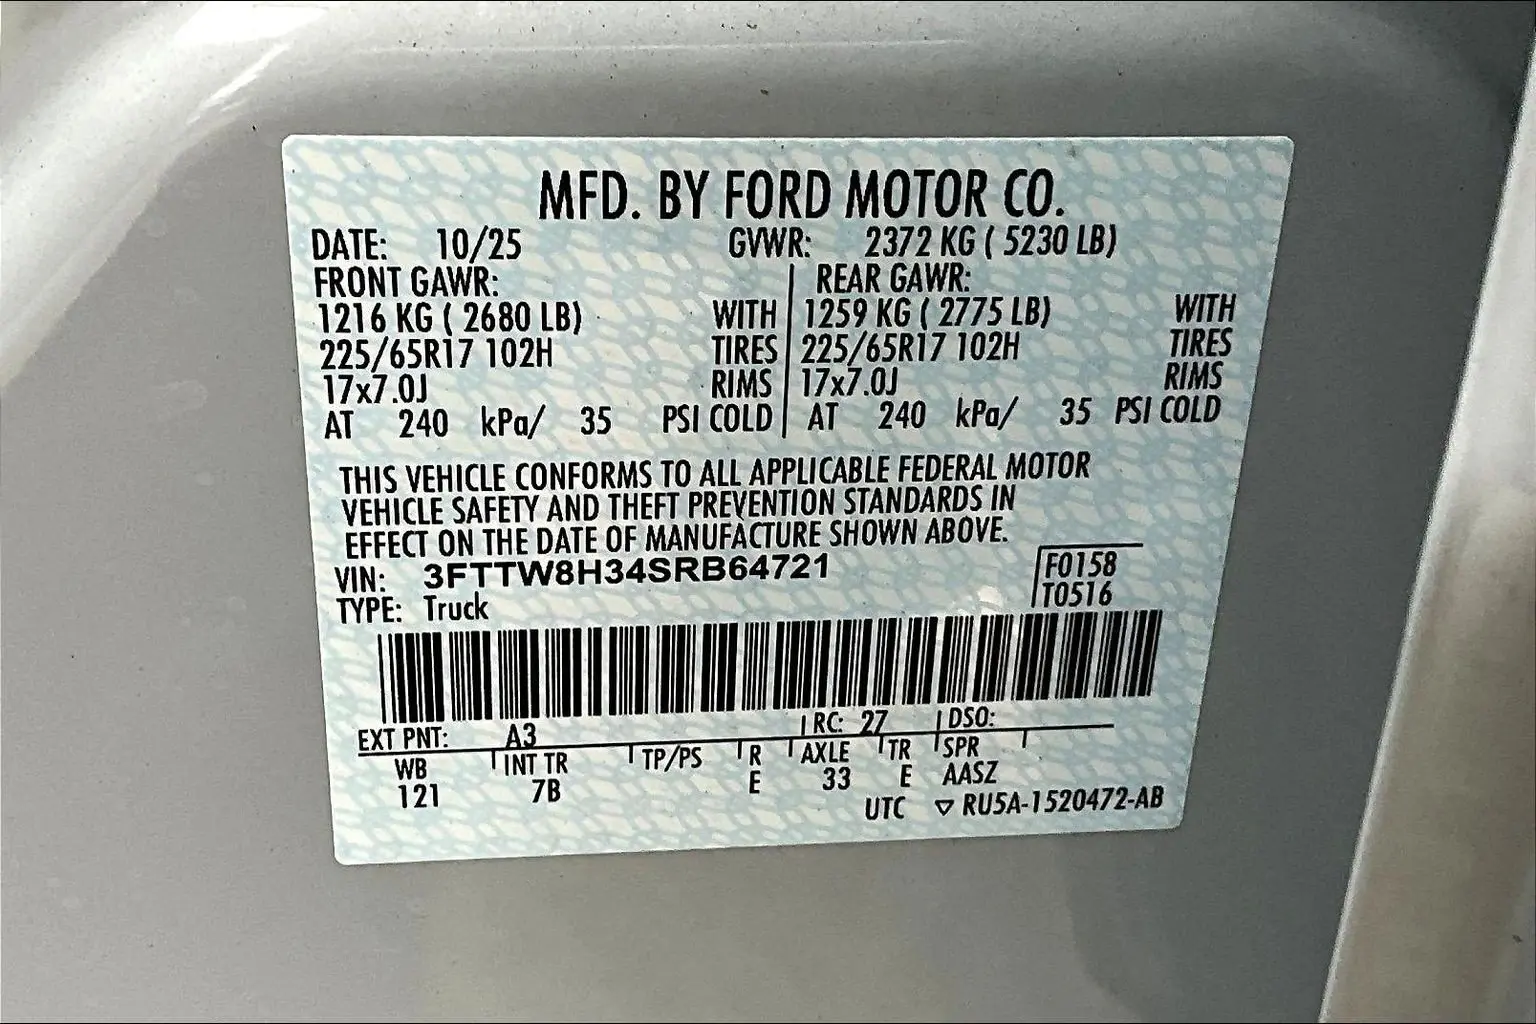 MFD. BY FORD MOTOR CO.
DATE: 10/25 GVWR: 2372 KG ( 5230 LB)
FRONT GAWR: REAR GAWR:
1216 KG ( 2680 LB) WITH 1259 KG ( 2775 LB) WITH
225/65R17 102H TIRES 225/65R17 102H TIRES
17x7.0J RIMS 17x7.0J RIMS
AT 240 kPa/ 35 PSI COLD AT 240 kPa/ 35 PSI COLD
THIS VEHICLE CONFORMS TO ALL APPLICABLE FEDERAL MOTOR
VEHICLE SAFETY AND THEFT PREVENTION STANDARDS IN
EFFECT ON THE DATE OF MANUFACTURE SHOWN ABOVE.
VIN: 3FTTW8H34SRB64721 F0158
TYPE: Truck T0516
EXT PNT: A3 RC: 27 DSO:
WB INT TR TP/PS R AXLE TR SPR
121 7B E 33 E AASZ
UTC ▽ RU5A-1520472-AB